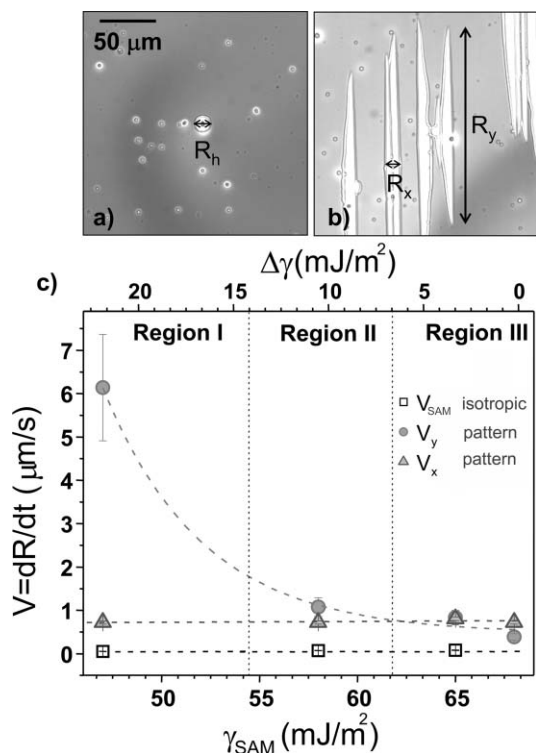 50 μm
R_h
a)
R_y
R_x
b)
Δγ(mJ/m²)
c)
20 15 10 5 0
Region I Region II Region III
V_SAM isotropic
V_y pattern
V_x pattern
7
6
5
4
3
2
1
0
V=dR/dt ( μm/s)
50 55 60 65
γ_SAM (mJ/m²)